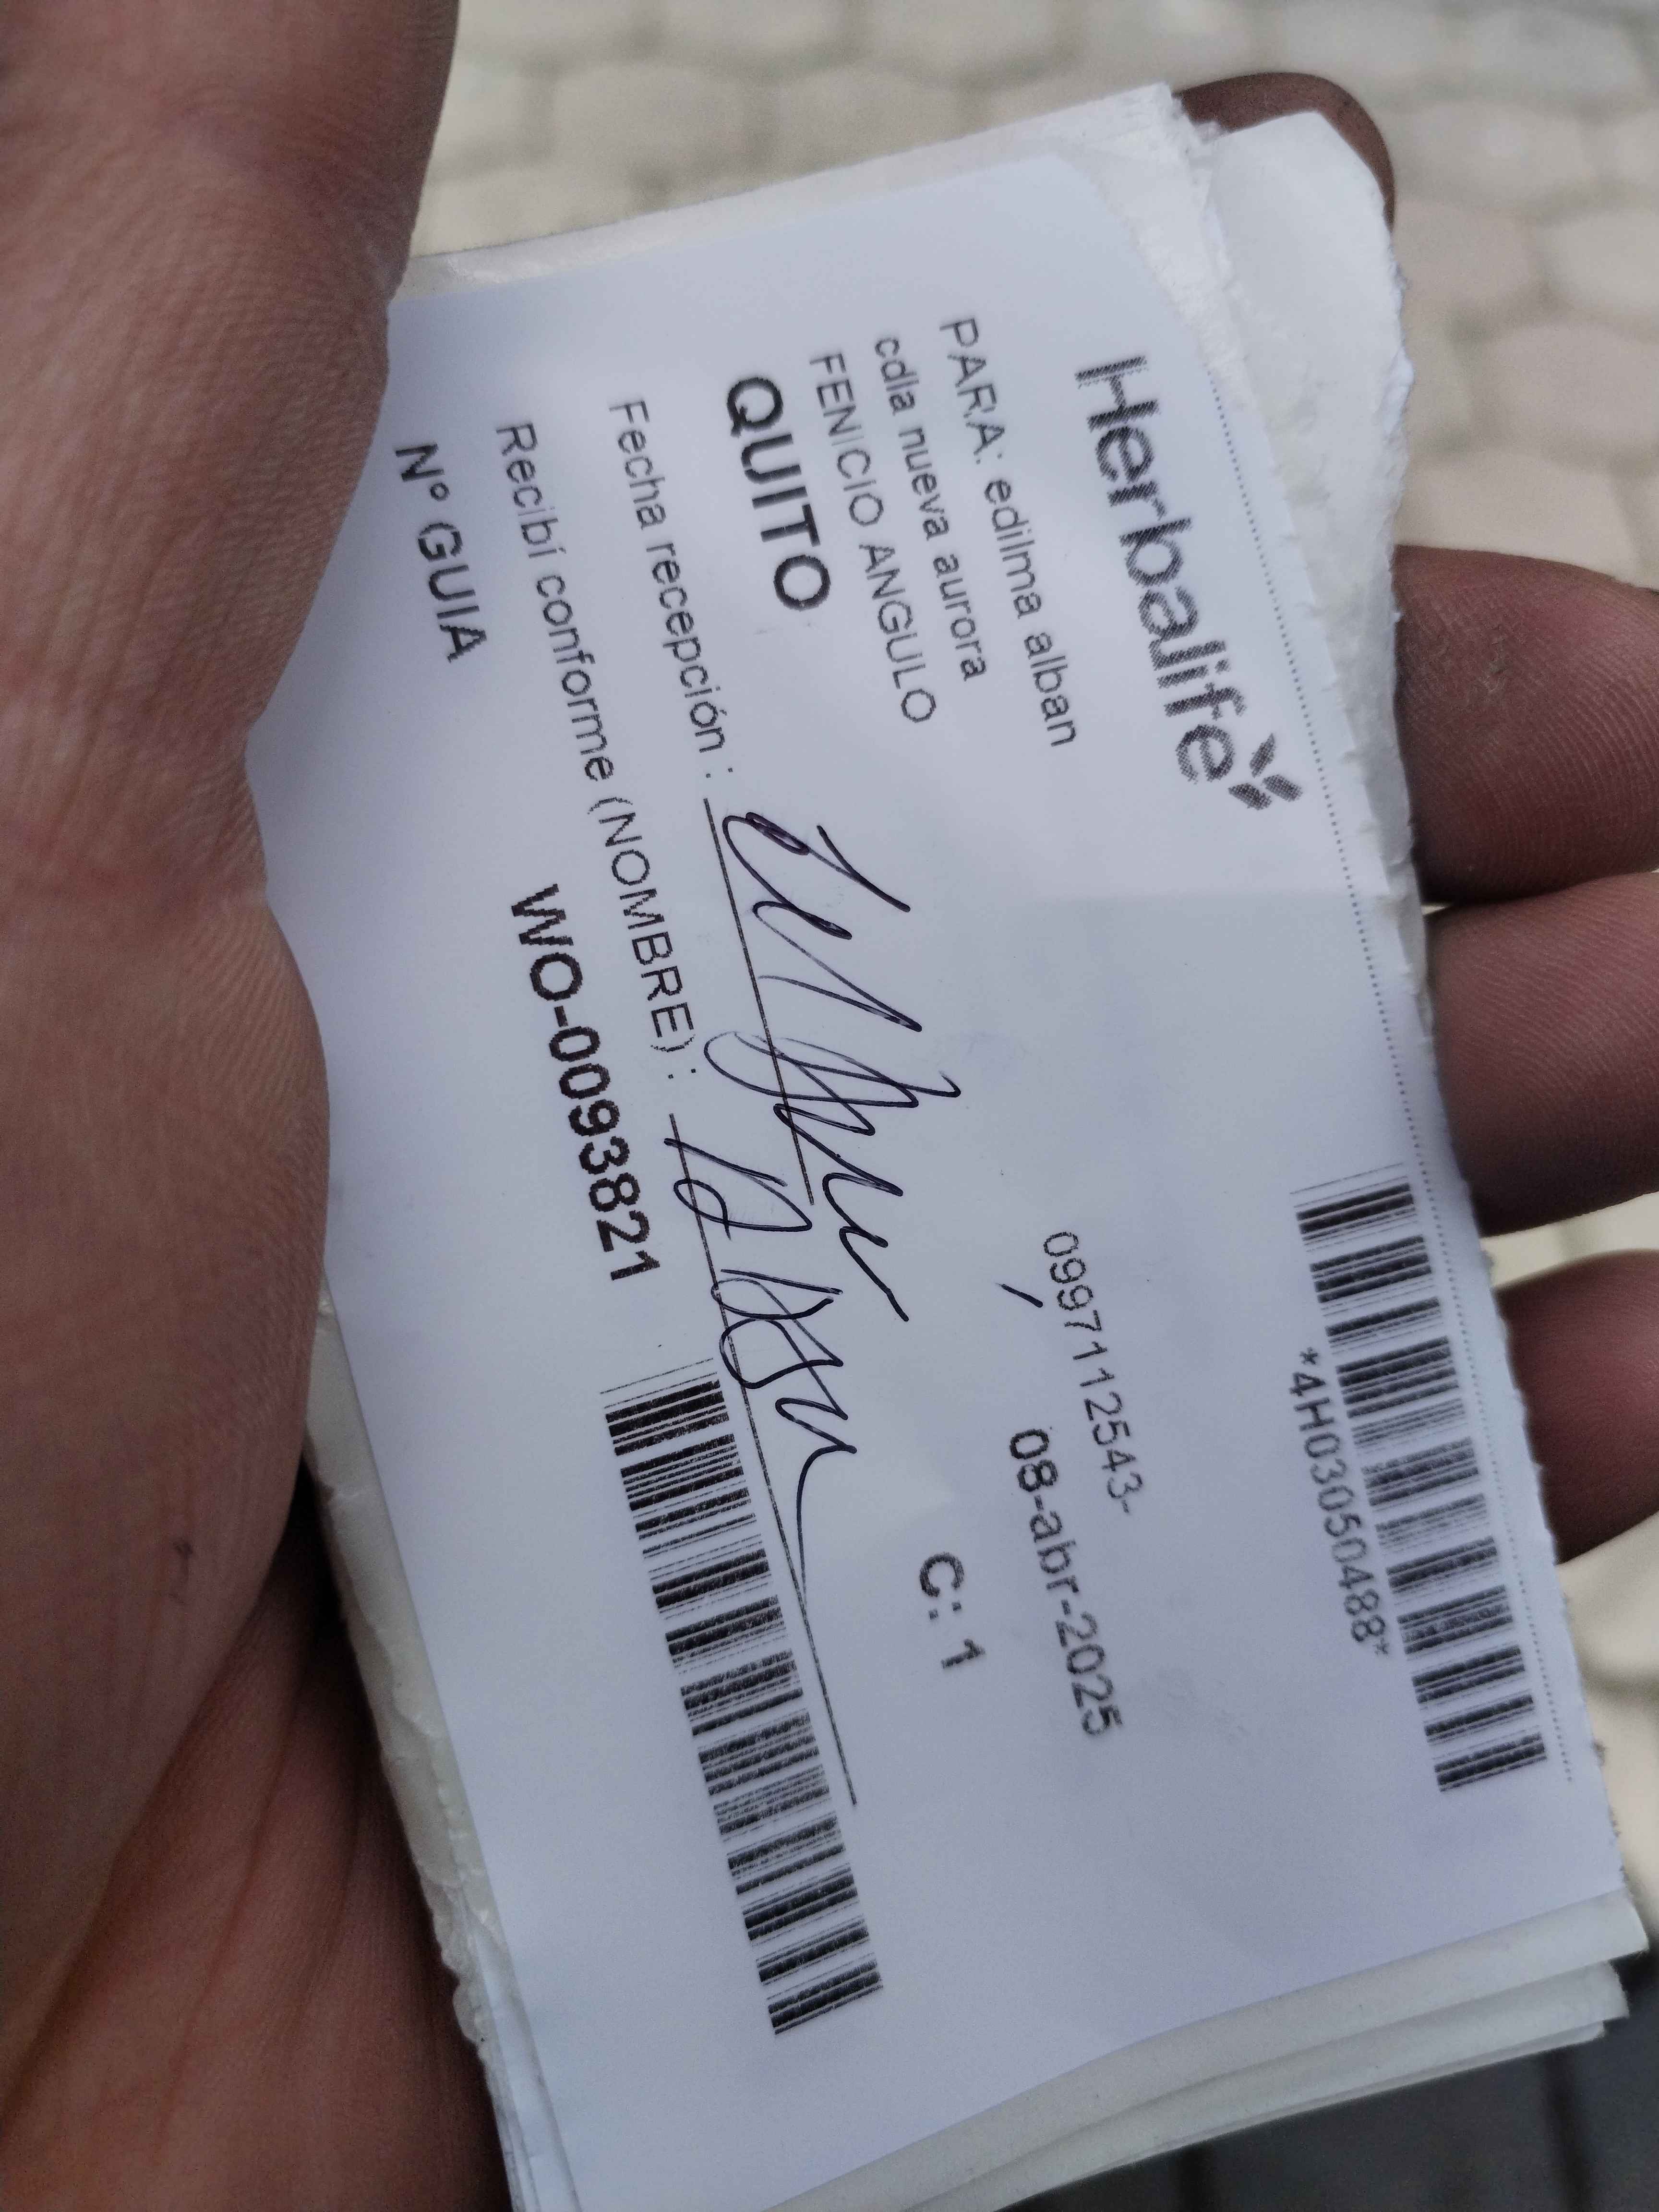 Herbalife
*4H03050488*
PARA: edilma alban
0997112543-
cdla nueva aurora
08-abr-2025
FENICIO ANGULO
QUITO
C: 1
Fecha recepción :
Recibí conforme (NOMBRE) :
Nº GUIA
WO-0093821